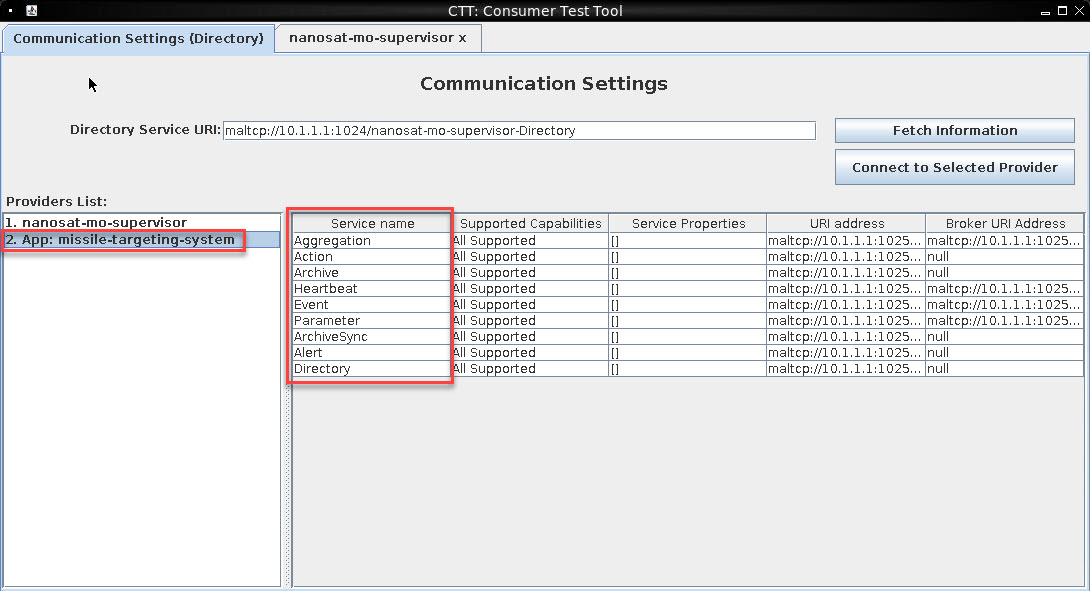 CTT: Consumer Test Tool
Communication Settings (Directory)
nanosat-mo-supervisor x
Communication Settings
Directory Service URI: maltcp://10.1.1.1:1024/nanosat-mo-supervisor-Directory
Fetch Information
Connect to Selected Provider
Providers List:
1. nanosat-mo-supervisor
2. App: missile-targeting-system
Service name Supported Capabilities Service Properties URI address Broker URI Address
Aggregation All Supported [] maltcp://10.1.1.1:1025... maltcp://10.1.1.1:1025...
Action All Supported [] maltcp://10.1.1.1:1025... null
Archive All Supported [] maltcp://10.1.1.1:1025... null
Heartbeat All Supported [] maltcp://10.1.1.1:1025... maltcp://10.1.1.1:1025...
Event All Supported [] maltcp://10.1.1.1:1025... maltcp://10.1.1.1:1025...
Parameter All Supported [] maltcp://10.1.1.1:1025... maltcp://10.1.1.1:1025...
ArchiveSync All Supported [] maltcp://10.1.1.1:1025... null
Alert All Supported [] maltcp://10.1.1.1:1025... null
Directory All Supported [] maltcp://10.1.1.1:1025... null